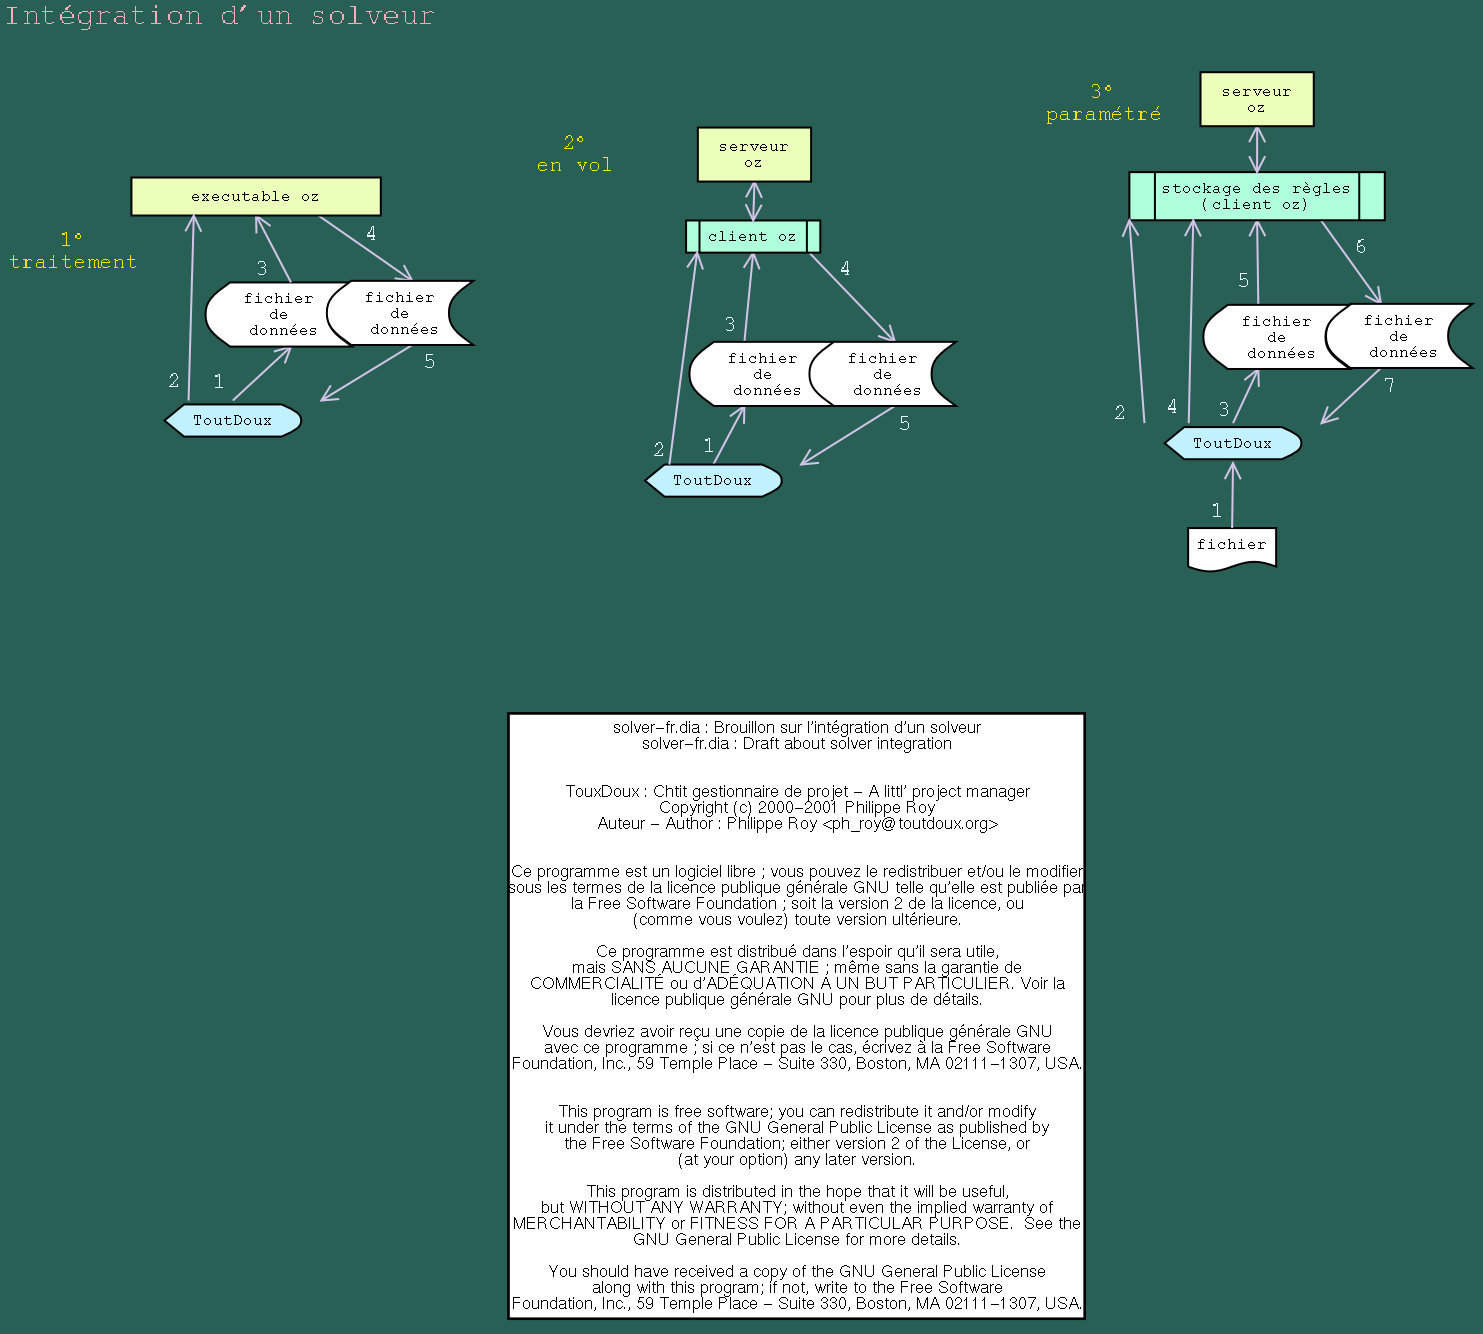 Intégration d'un solveur
1°
traitement
executable oz
4
3
fichier
de
données
fichier
de
données
2
1
5
ToutDoux
2°
en vol
serveur
oz
client oz
4
3
fichier
de
données
fichier
de
données
2
1
5
ToutDoux
3°
paramétré
serveur
oz
stockage des règles
(client oz)
6
5
fichier
de
données
fichier
de
données
2
4
3
7
ToutDoux
1
fichier
solver-fr.dia : Brouillon sur l'intégration d'un solveur
solver-fr.dia : Draft about solver integration
TouxDoux : Chtit gestionnaire de projet - A littl' project manager
Copyright (c) 2000-2001 Philippe Roy
Auteur - Author : Philippe Roy <ph_roy@toutdoux.org>
Ce programme est un logiciel libre ; vous pouvez le redistribuer et/ou le modifier
sous les termes de la licence publique générale GNU telle qu'elle est publiée par
la Free Software Foundation ; soit la version 2 de la licence, ou
(comme vous voulez) toute version ultérieure.
Ce programme est distribué dans l'espoir qu'il sera utile,
mais SANS AUCUNE GARANTIE ; même sans la garantie de
COMMERCIALITÉ ou d'ADÉQUATION À UN BUT PARTICULIER. Voir la
licence publique générale GNU pour plus de détails.
Vous devriez avoir reçu une copie de la licence publique générale GNU
avec ce programme ; si ce n'est pas le cas, écrivez à la Free Software
Foundation, Inc., 59 Temple Place - Suite 330, Boston, MA 02111-1307, USA.
This program is free software; you can redistribute it and/or modify
it under the terms of the GNU General Public License as published by
the Free Software Foundation; either version 2 of the License, or
(at your option) any later version.
This program is distributed in the hope that it will be useful,
but WITHOUT ANY WARRANTY; without even the implied warranty of
MERCHANTABILITY or FITNESS FOR A PARTICULAR PURPOSE.  See the
GNU General Public License for more details.
You should have received a copy of the GNU General Public License
along with this program; if not, write to the Free Software
Foundation, Inc., 59 Temple Place - Suite 330, Boston, MA 02111-1307, USA.